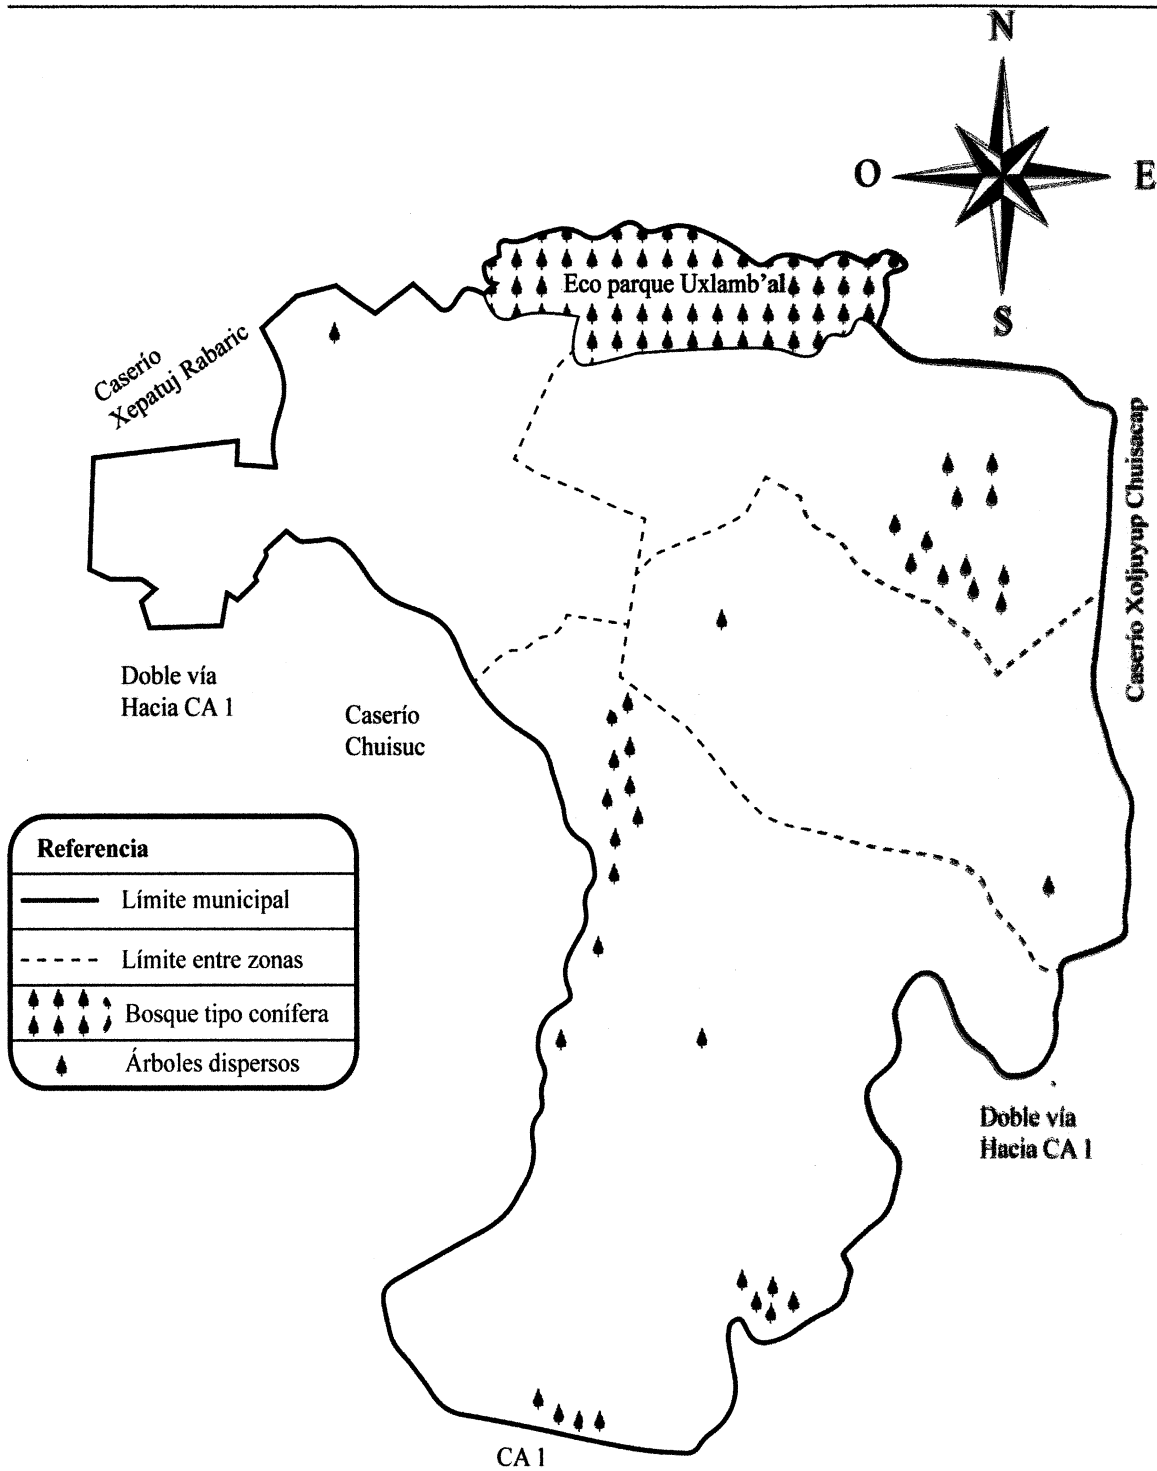 N
O
E
S
Eco parque Uxlamb'al
Caserío
Xepatuj Rabaric
Caserío Xoljuyup Chuisacap
Doble vía
Hacia CA 1
Caserío
Chuisuc
Referencia
Límite municipal
Límite entre zonas
Bosque tipo conífera
Árboles dispersos
Doble vía
Hacia CA 1
CA 1